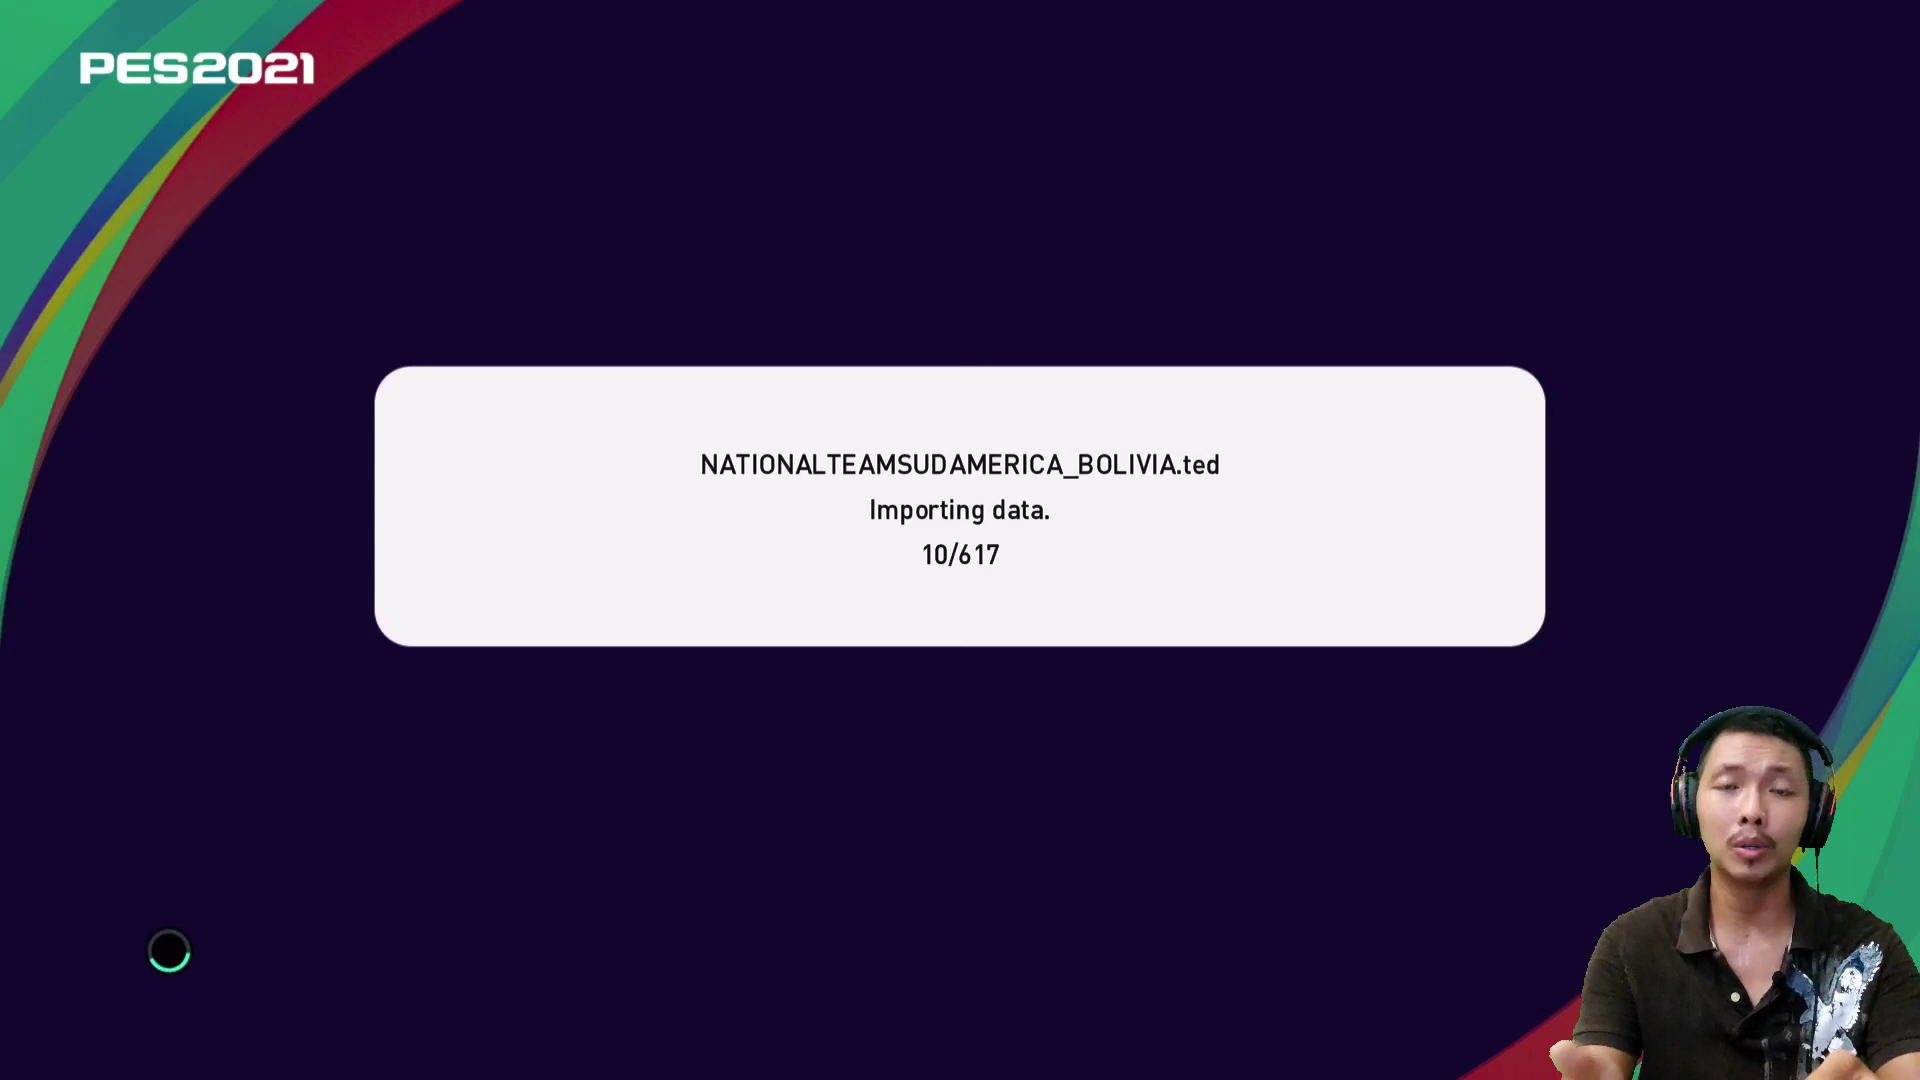 PES2021
NATIONALTEAMSUDAMERICA_BOLIVIA.ted
Importing data.
10/617